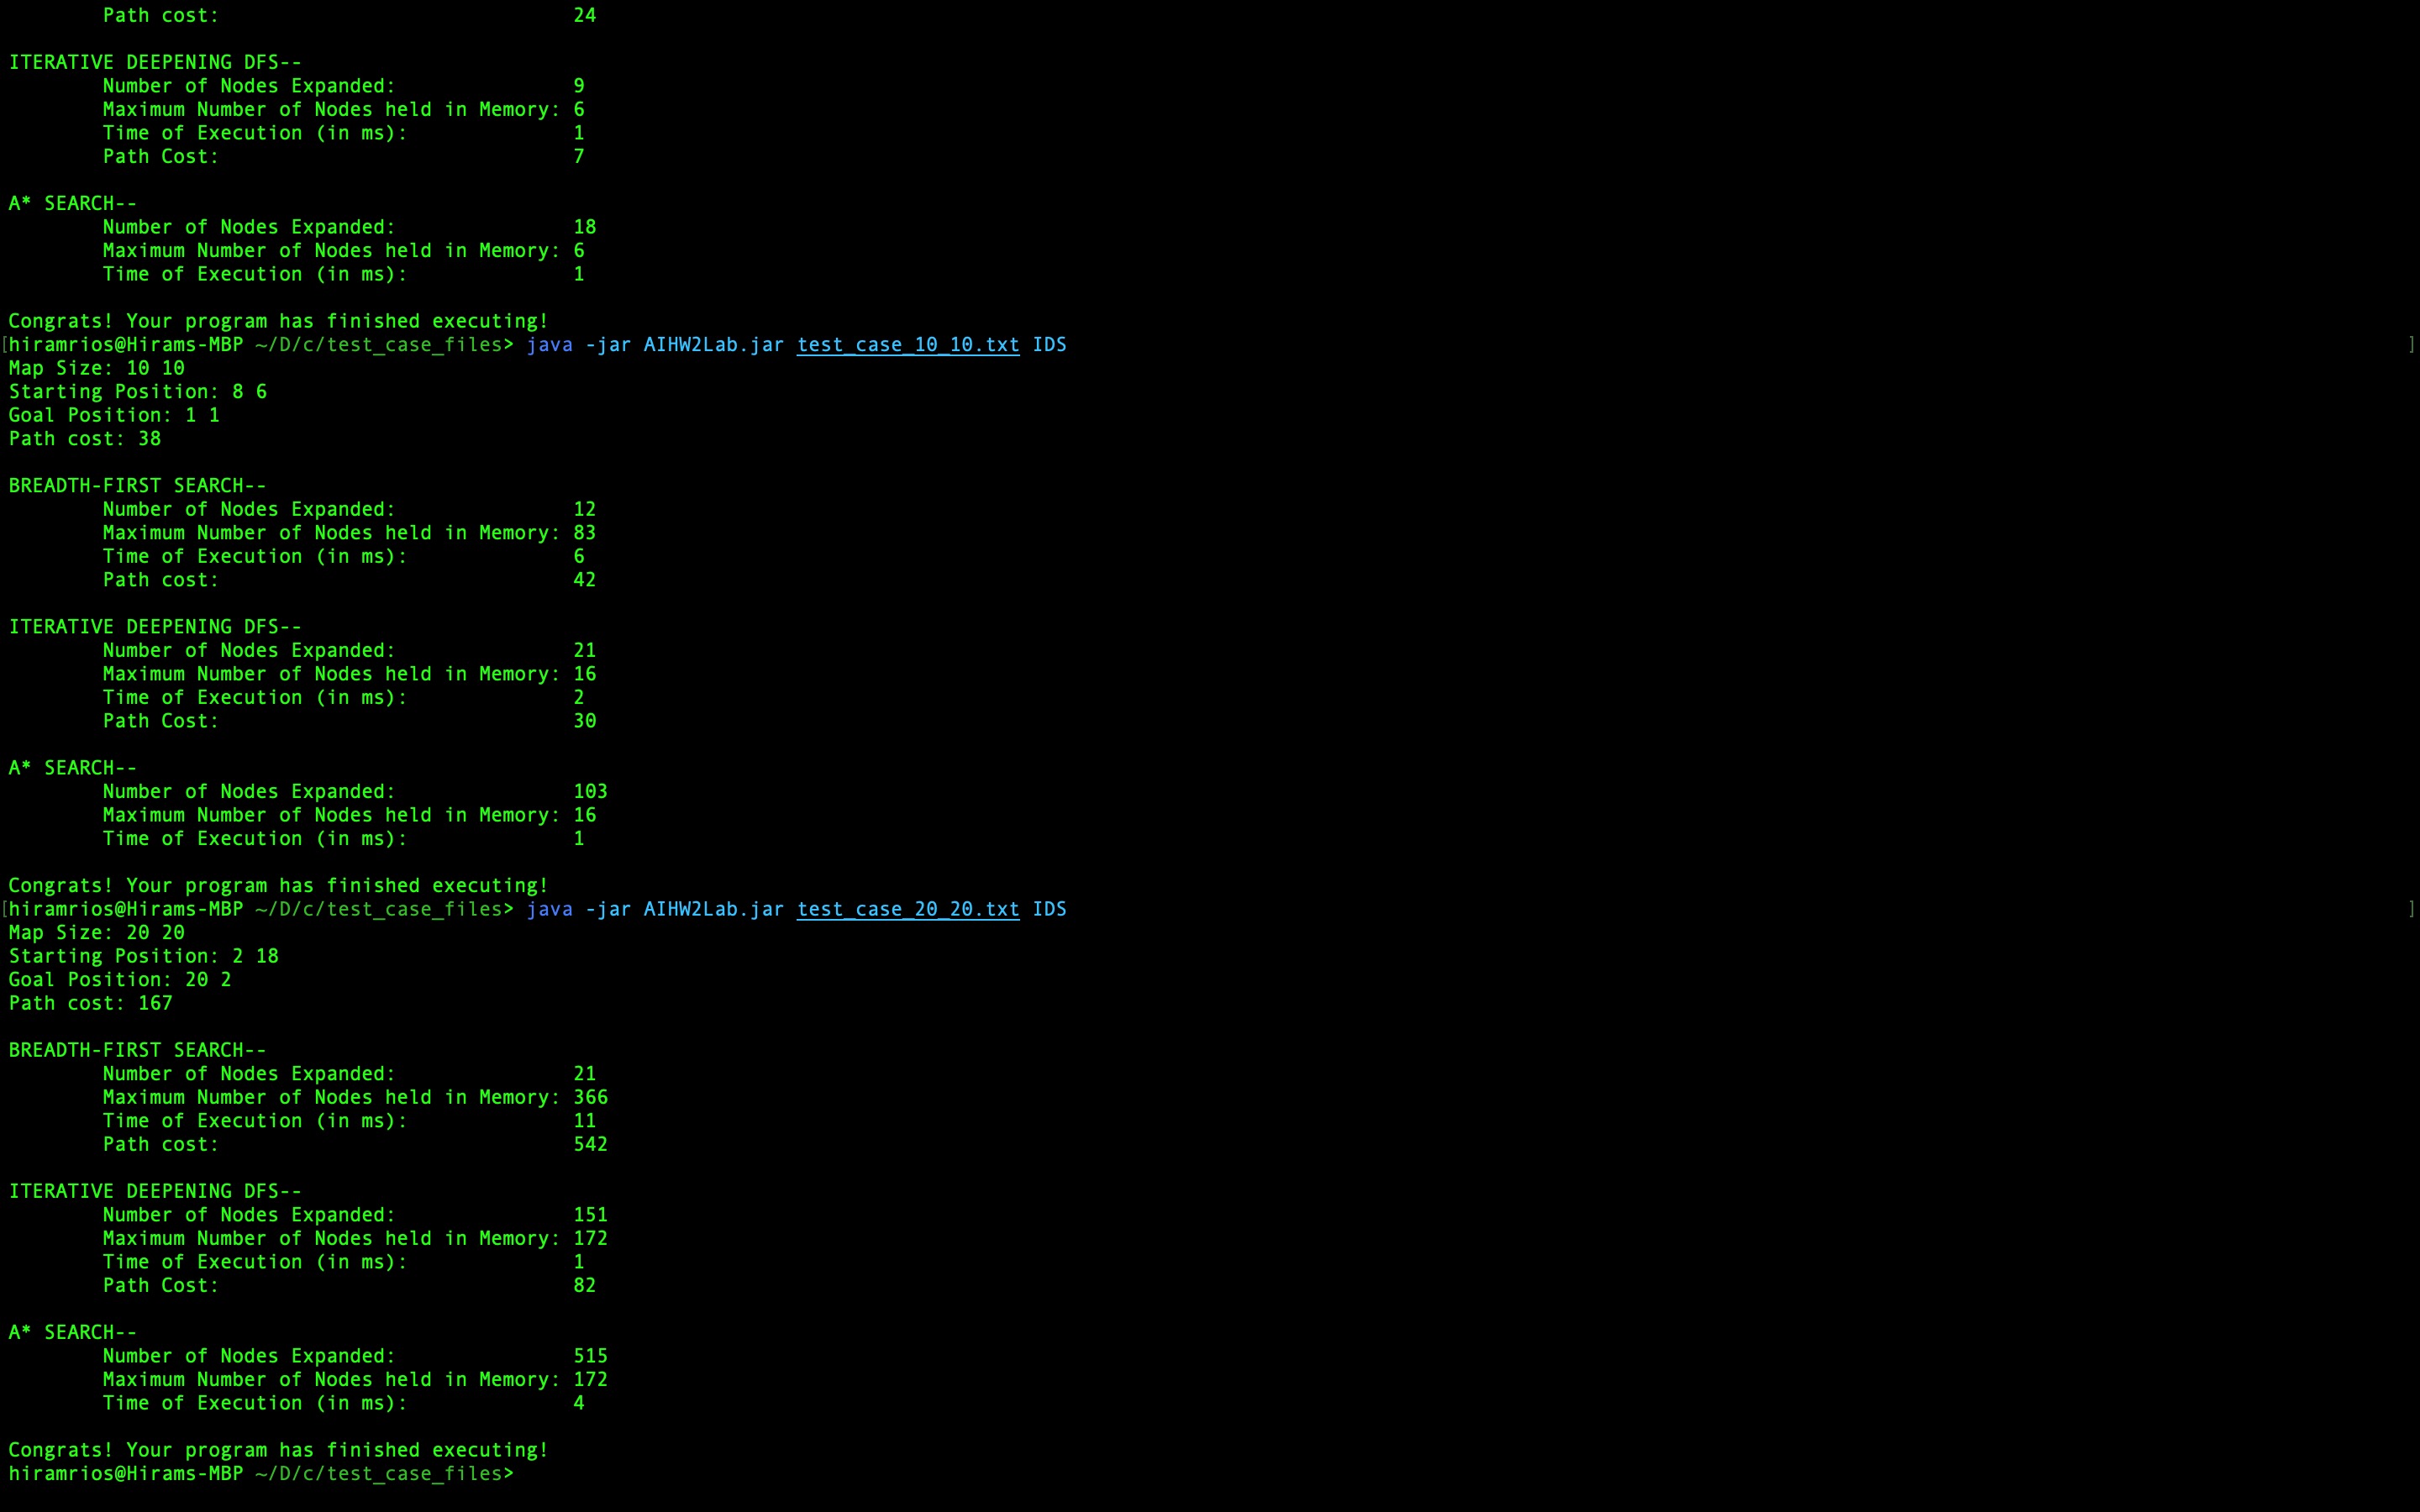 Path cost: 24
ITERATIVE DEEPENING DFS--
Number of Nodes Expanded: 9
Maximum Number of Nodes held in Memory: 6
Time of Execution (in ms): 1
Path Cost: 7
A* SEARCH--
Number of Nodes Expanded: 18
Maximum Number of Nodes held in Memory: 6
Time of Execution (in ms): 1
Congrats! Your program has finished executing!
[hiramrios@Hirams-MBP ~/D/c/test_case_files> java -jar AIHW2Lab.jar test_case_10_10.txt IDS ]
Map Size: 10 10
Starting Position: 8 6
Goal Position: 1 1
Path cost: 38
BREADTH-FIRST SEARCH--
Number of Nodes Expanded: 12
Maximum Number of Nodes held in Memory: 83
Time of Execution (in ms): 6
Path cost: 42
ITERATIVE DEEPENING DFS--
Number of Nodes Expanded: 21
Maximum Number of Nodes held in Memory: 16
Time of Execution (in ms): 2
Path Cost: 30
A* SEARCH--
Number of Nodes Expanded: 103
Maximum Number of Nodes held in Memory: 16
Time of Execution (in ms): 1
Congrats! Your program has finished executing!
[hiramrios@Hirams-MBP ~/D/c/test_case_files> java -jar AIHW2Lab.jar test_case_20_20.txt IDS ]
Map Size: 20 20
Starting Position: 2 18
Goal Position: 20 2
Path cost: 167
BREADTH-FIRST SEARCH--
Number of Nodes Expanded: 21
Maximum Number of Nodes held in Memory: 366
Time of Execution (in ms): 11
Path cost: 542
ITERATIVE DEEPENING DFS--
Number of Nodes Expanded: 151
Maximum Number of Nodes held in Memory: 172
Time of Execution (in ms): 1
Path Cost: 82
A* SEARCH--
Number of Nodes Expanded: 515
Maximum Number of Nodes held in Memory: 172
Time of Execution (in ms): 4
Congrats! Your program has finished executing!
hiramrios@Hirams-MBP ~/D/c/test_case_files>